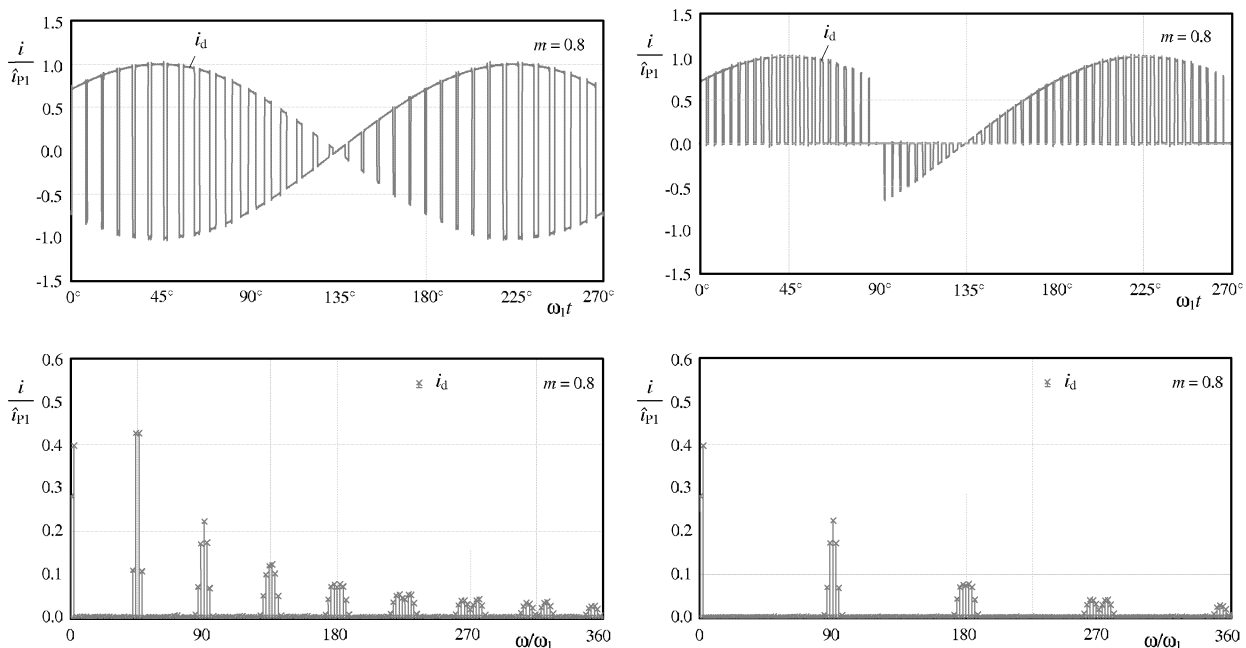 1.5
1.0
0.5
0.0
-0.5
-1.0
-1.5
i
î_P1
i_d
m = 0.8
0° 45° 90° 135° 180° 225° 270°
ω₁t
1.5
1.0
0.5
0.0
-0.5
-1.0
-1.5
i
î_P1
i_d
m = 0.8
0° 45° 90° 135° 180° 225° 270°
ω₁t
0.6
0.5
0.4
0.3
0.2
0.1
0.0
i
î_P1
i_d
m = 0.8
18 90 180 270 360
ω/ω₁
0.6
0.5
0.4
0.3
0.2
0.1
0.0
i
î_P1
i_d
m = 0.8
0 90 180 270 360
ω/ω₁